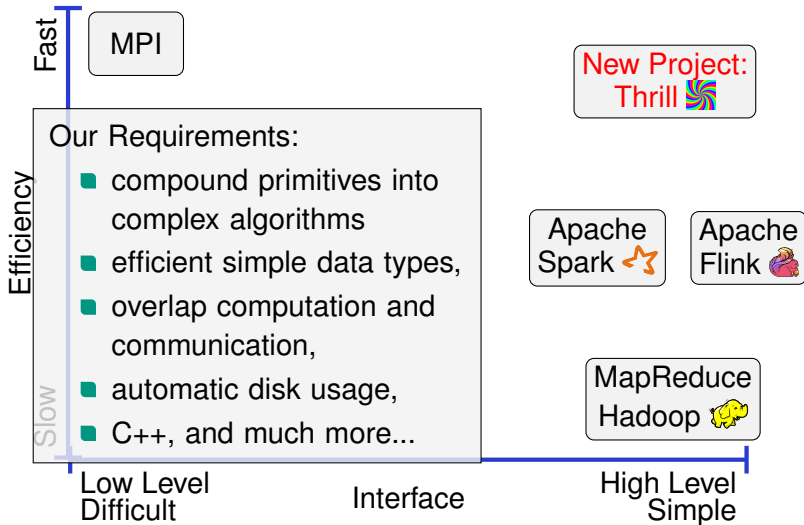 Fast
MPI
New Project:
Thrill
Efficiency
Our Requirements:
compound primitives into
complex algorithms
efficient simple data types,
overlap computation and
communication,
automatic disk usage,
C++, and much more...
Apache
Spark
Apache
Flink
MapReduce
Hadoop
Slow
Low Level
Difficult
Interface
High Level
Simple